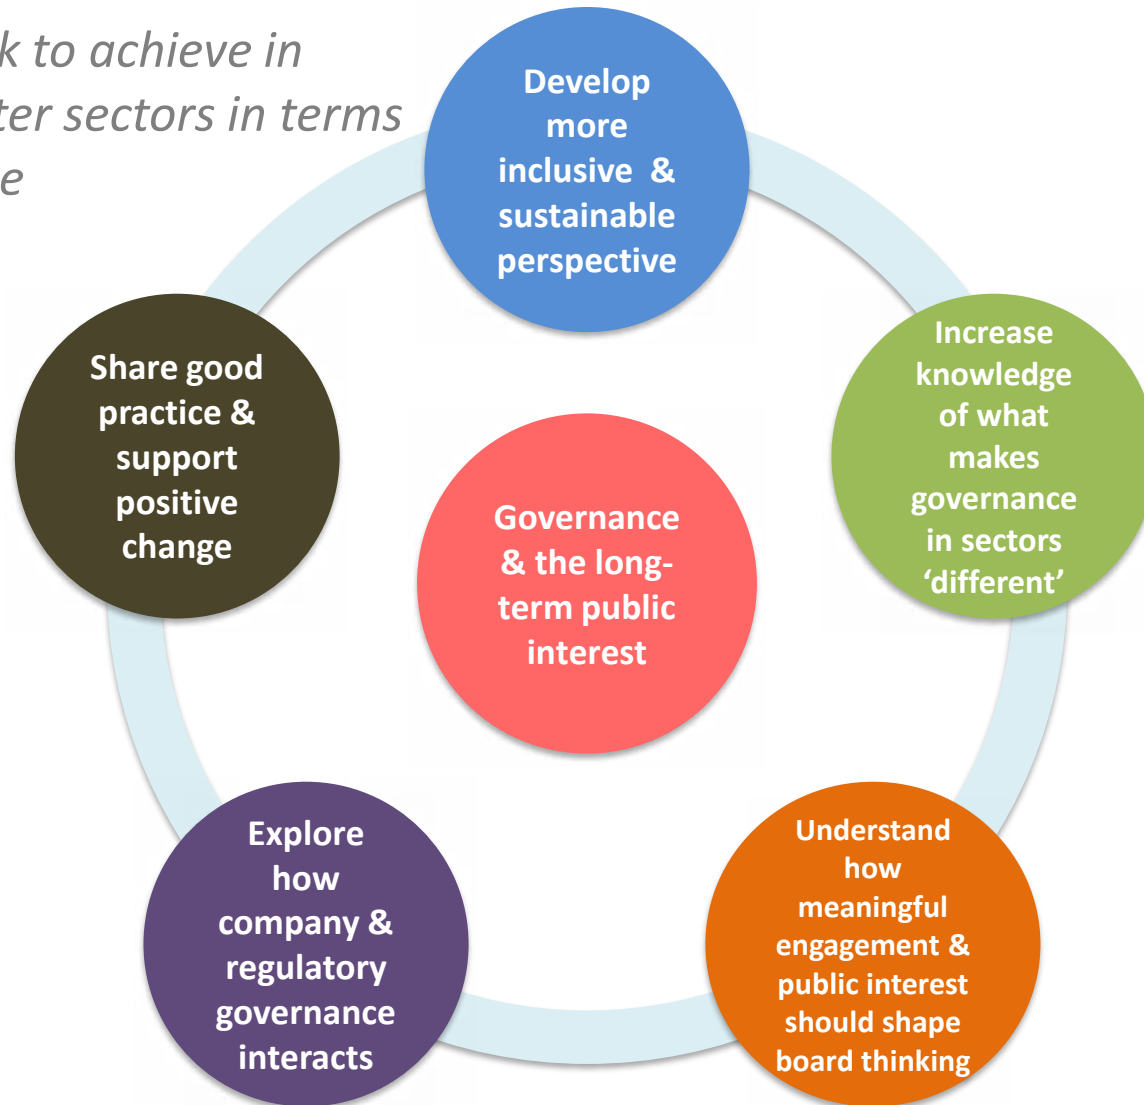 k to achieve in
ter sectors in terms
e
Develop
more
inclusive &
sustainable
perspective
Increase
knowledge
of what
makes
governance
in sectors
‘different’
Understand
how
meaningful
engagement &
public interest
should shape
board thinking
Explore
how
company &
regulatory
governance
interacts
Share good
practice &
support
positive
change
Governance
& the long-
term public
interest